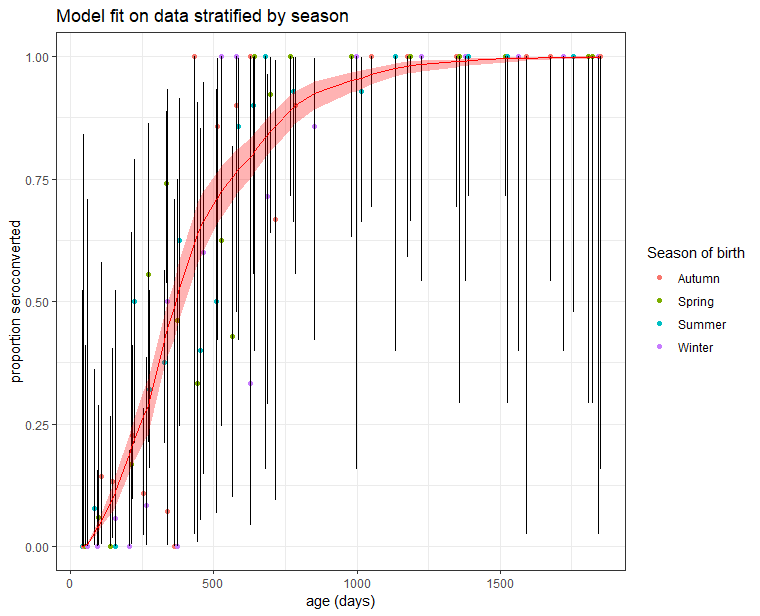 Model fit on data stratified by season
1.00
0.75
0.50
0.25
0.00
proportion seroconverted
0
500
1000
1500
age (days)
Season of birth
Autumn
Spring
Summer
Winter